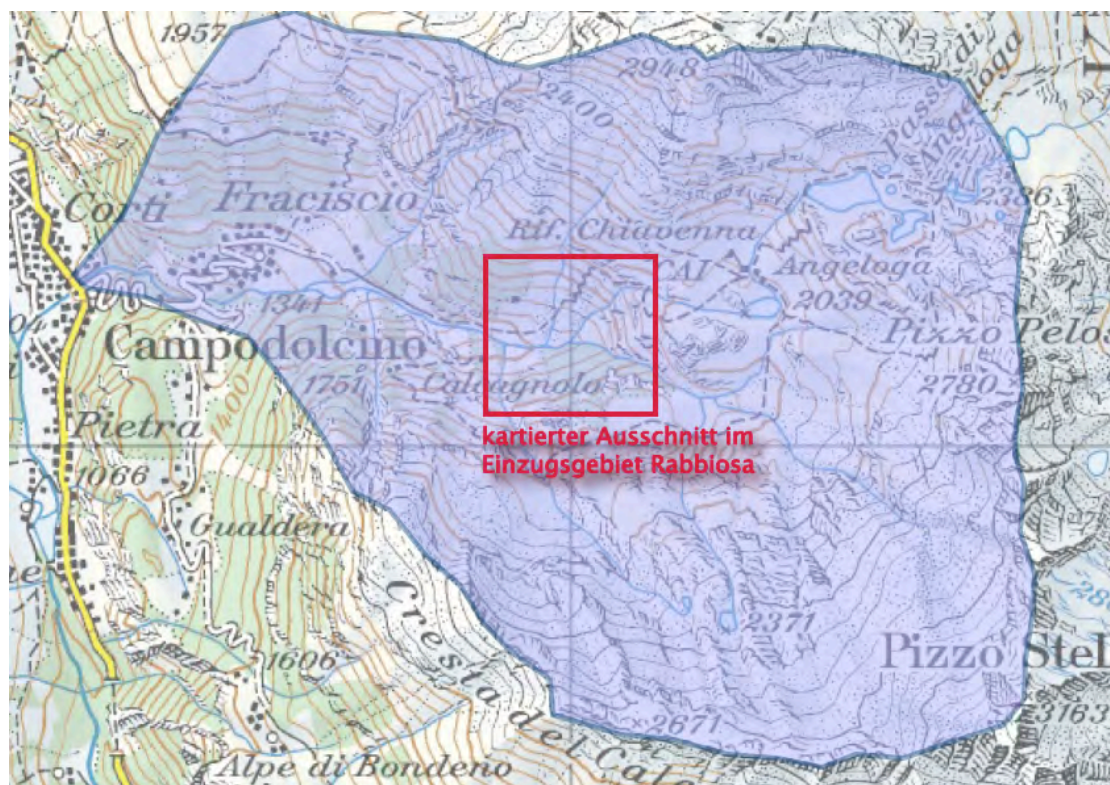 1957
2948
2400
Passo di
Angeloga
Corti
Fraciscio
2386
Rif. Chiavenna
CAI
Angeloga
1341
2039
Campodolcino
Pizzo Pelos
1751
Calcagnolo
2780
1400
kartierter Ausschnitt im
Einzugsgebiet Rabbiosa
Pietra
1066
Gualdera
2371
1606
Pizzo Stel
Cresta del Cal
2671
3163
Alpe di Bondeno